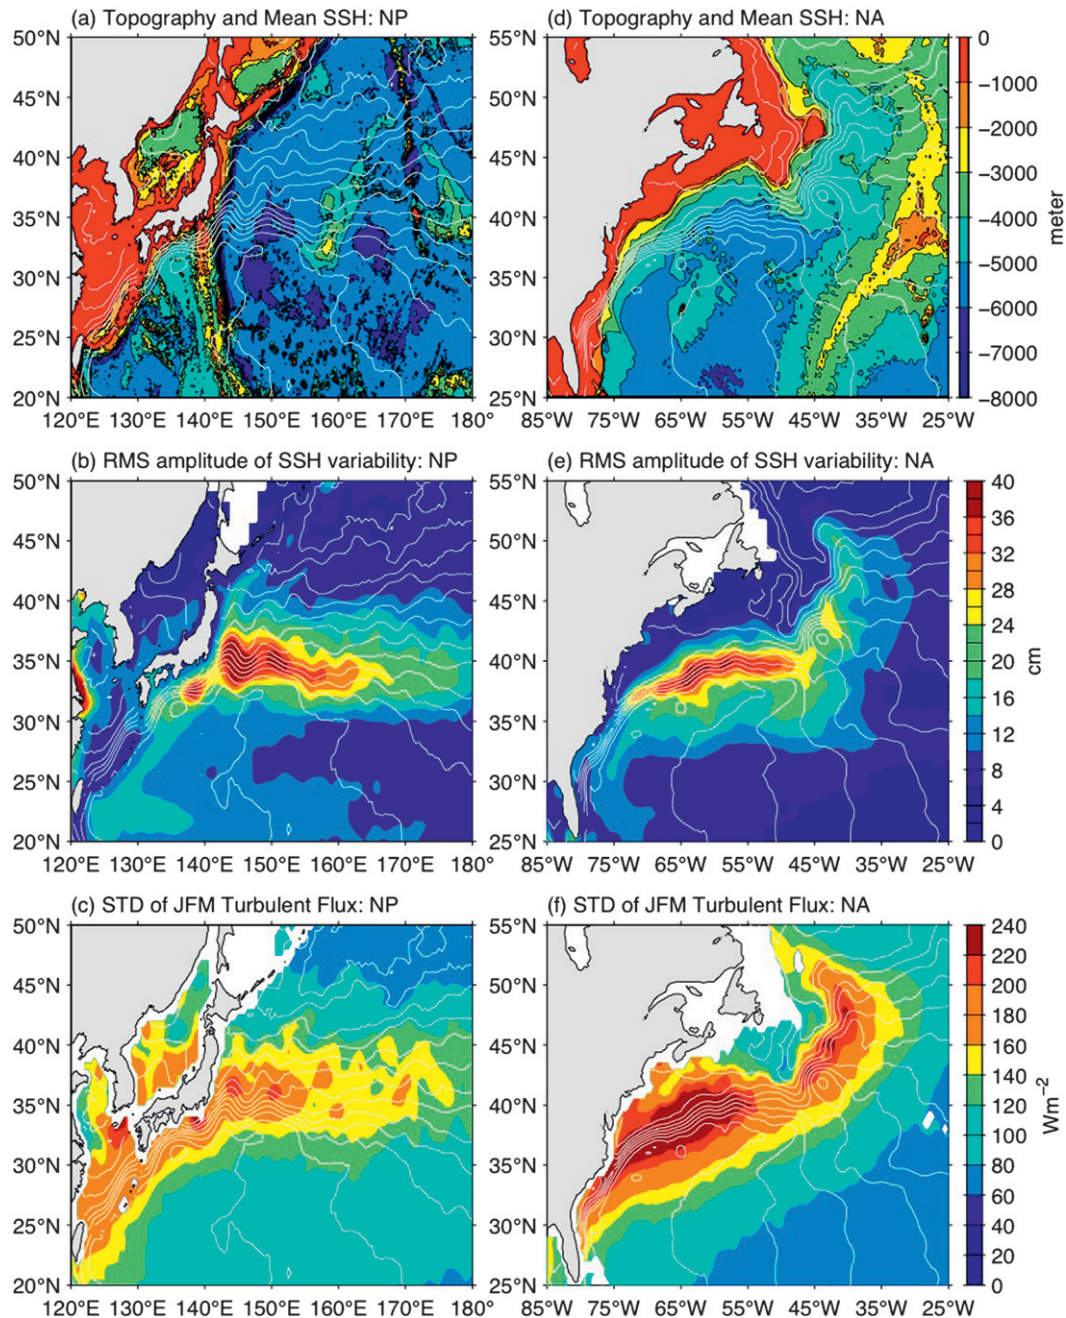 (a) Topography and Mean SSH: NP
50°N
45°N
40°N
35°N
30°N
25°N
20°N
120°E 130°E 140°E 150°E 160°E 170°E 180°
(d) Topography and Mean SSH: NA
55°N
50°N
45°N
40°N
35°N
30°N
25°N
85°W 75°W 65°W 55°W 45°W 35°W 25°W
0
−1000
−2000
−3000
−4000
−5000
−6000
−7000
−8000
meter
(b) RMS amplitude of SSH variability: NP
50°N
45°N
40°N
35°N
30°N
25°N
20°N
120°E 130°E 140°E 150°E 160°E 170°E 180°
(e) RMS amplitude of SSH variability: NA
55°N
50°N
45°N
40°N
35°N
30°N
25°N
85°W 75°W 65°W 55°W 45°W 35°W 25°W
40
36
32
28
24
20
16
12
8
4
0
cm
(c) STD of JFM Turbulent Flux: NP
50°N
45°N
40°N
35°N
30°N
25°N
20°N
120°E 130°E 140°E 150°E 160°E 170°E 180°
(f) STD of JFM Turbulent Flux: NA
55°N
50°N
45°N
40°N
35°N
30°N
25°N
85°W 75°W 65°W 55°W 45°W 35°W 25°W
240
220
200
180
160
140
120
100
80
60
40
20
0
Wm⁻²